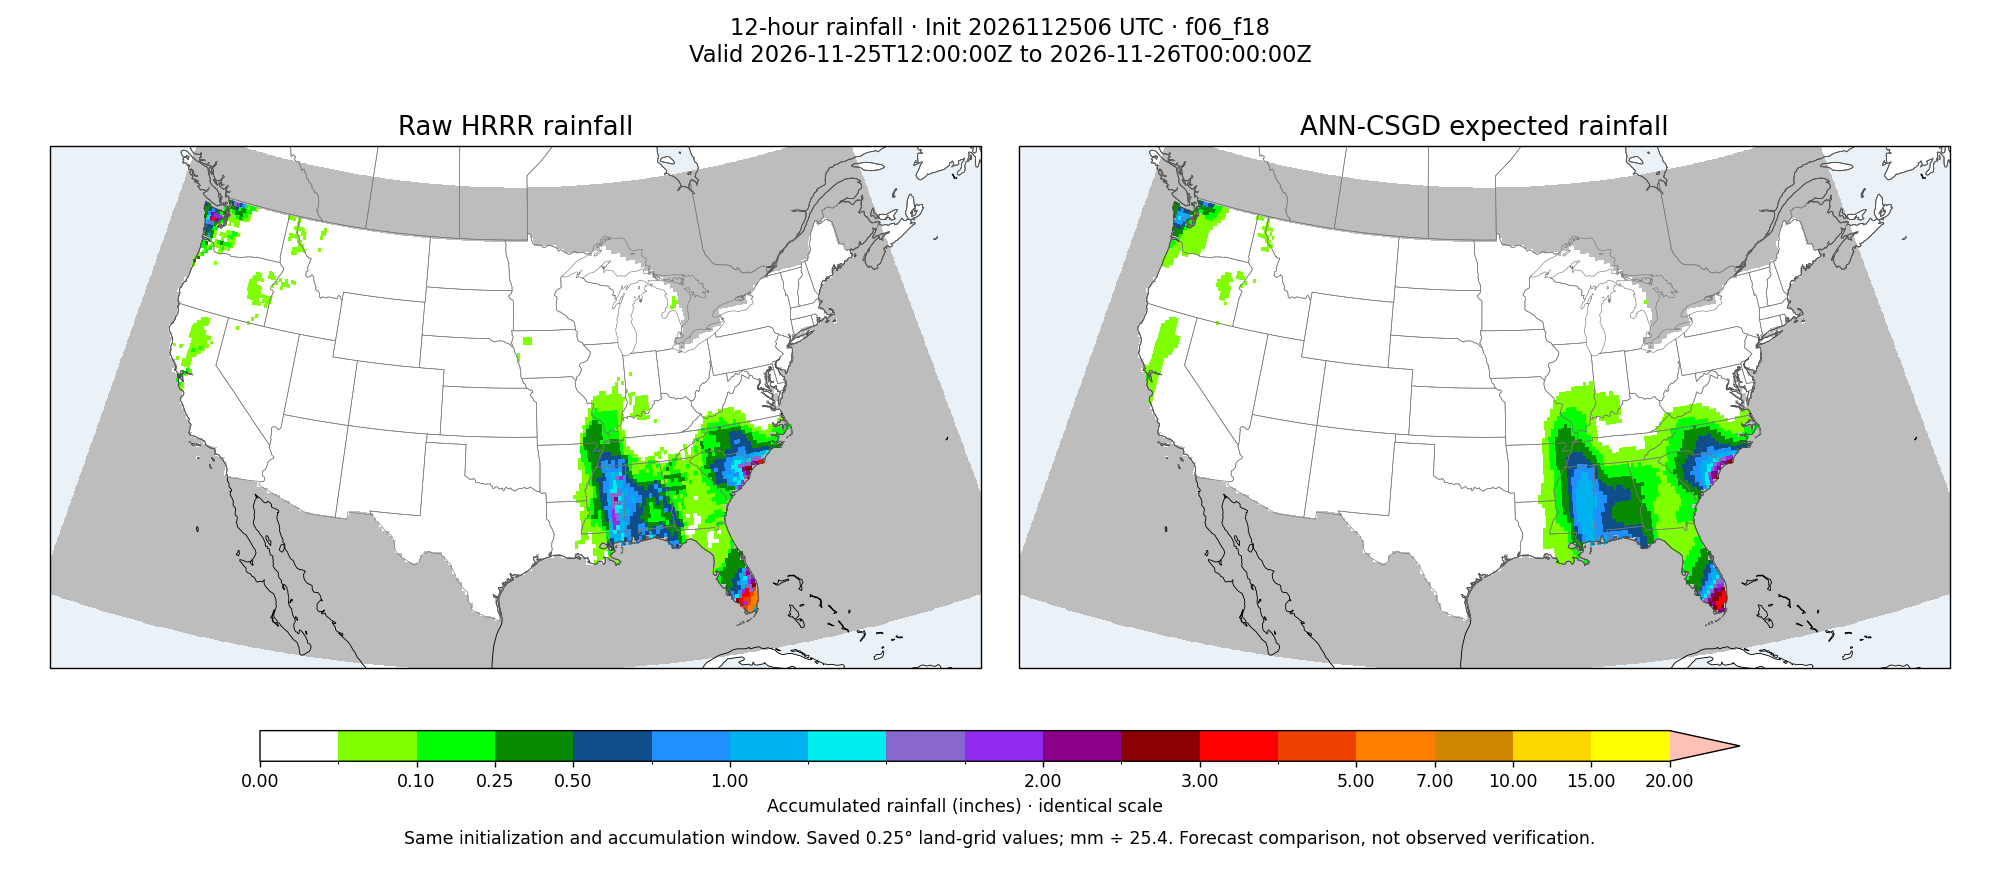 12-hour rainfall · Init 2026112506 UTC · f06_f18
Valid 2026-11-25T12:00:00Z to 2026-11-26T00:00:00Z
Raw HRRR rainfall
ANN-CSGD expected rainfall
0.00 0.10 0.25 0.50 1.00 2.00 3.00 5.00 7.00 10.00 15.00 20.00
Accumulated rainfall (inches) · identical scale
Same initialization and accumulation window. Saved 0.25° land-grid values; mm ÷ 25.4. Forecast comparison, not observed verification.